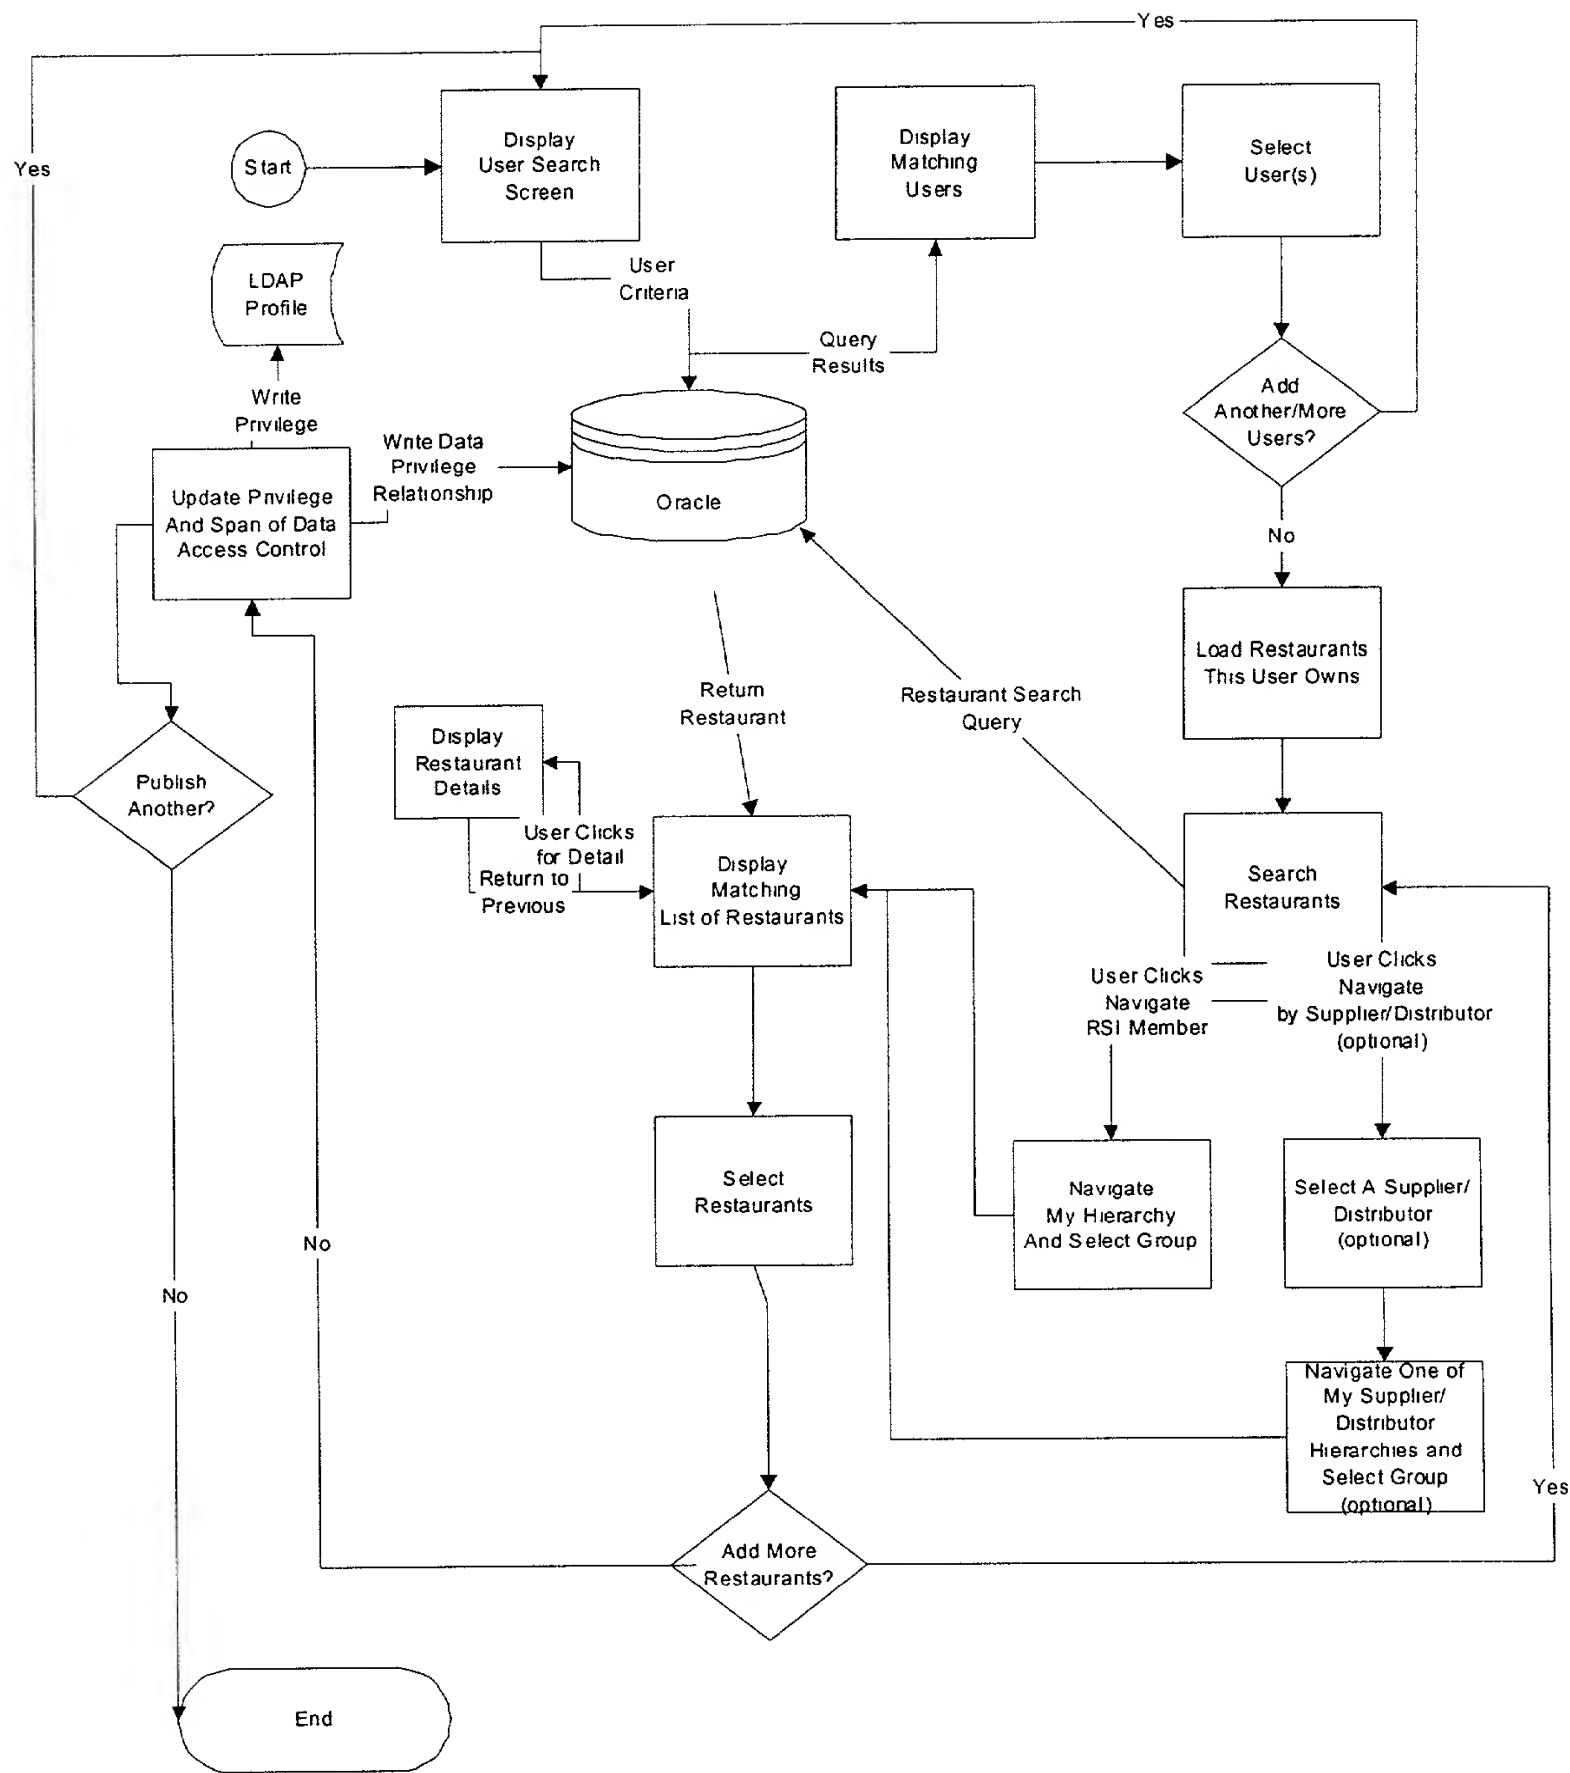 Yes
Yes
Start
Display
User Search
Screen
Display
Matching
Users
Select
User(s)
LDAP
Profile
User
Criteria
Query
Results
Add
Another/More
Users?
Write
Privilege
Write Data
Privilege
Relationship
Oracle
Update Privilege
And Span of Data
Access Control
No
Load Restaurants
This User Owns
Return
Restaurant
Restaurant Search
Query
Display
Restaurant
Details
Publish
Another?
User Clicks
for Detail
Return to
Previous
Display
Matching
List of Restaurants
Search
Restaurants
User Clicks
Navigate
RSI Member
User Clicks
Navigate
by Supplier/Distributor
(optional)
Select
Restaurants
Navigate
My Hierarchy
And Select Group
Select A Supplier/
Distributor
(optional)
No
No
Navigate One of
My Supplier/
Distributor
Hierarchies and
Select Group
(optional)
Yes
Add More
Restaurants?
End